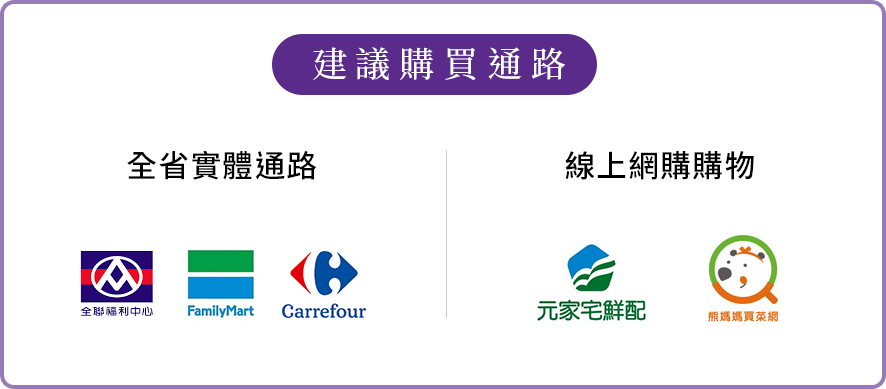 建議購買通路
全省實體通路
線上網購購物
全聯福利中心
FamilyMart
Carrefour
元家宅鮮配
熊媽媽買菜網